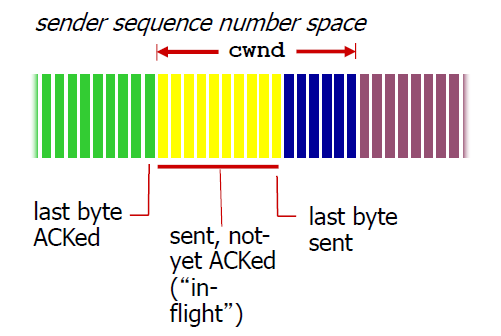 sender sequence number space
cwnd
last byte
ACKed
sent, not-
yet ACKed
(“in-
flight”)
last byte
sent